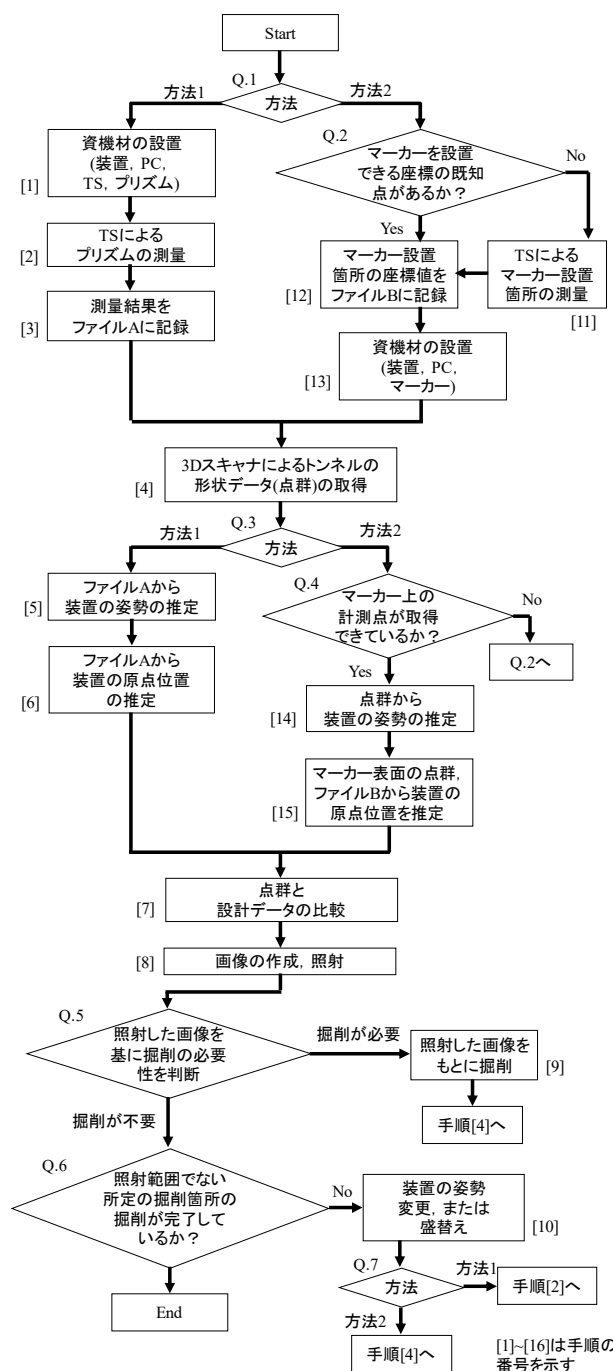 Start
Q.1
方法
方法1
方法2
資機材の設置
(装置, PC,
TS, プリズム)
[1]
TSによる
プリズムの測量
[2]
測量結果を
ファイルAに記録
[3]
Q.2
マーカーを設置
できる座標の既知
点があるか？
No
Yes
TSによる
マーカー設置
箇所の測量
[11]
マーカー設置
箇所の座標値を
ファイルBに記録
[12]
資機材の設置
(装置, PC,
マーカー)
[13]
3Dスキャナによるトンネルの
形状データ(点群)の取得
[4]
Q.3
方法
方法1
方法2
ファイルAから
装置の姿勢の推定
[5]
ファイルAから
装置の原点位置
の推定
[6]
Q.4
マーカー上の
計測点が取得
できているか？
No
Q.2へ
Yes
点群から
装置の姿勢の推定
[14]
マーカー表面の点群,
ファイルBから装置の
原点位置を推定
[15]
点群と
設計データの比較
[7]
画像の作成, 照射
[8]
Q.5
照射した画像を
基に掘削の必要
性を判断
掘削が必要
照射した画像を
もとに掘削
[9]
手順[4]へ
掘削が不要
Q.6
照射範囲でない
所定の掘削箇所の
掘削が完了して
いるか？
No
装置の姿勢
変更, または
盛替え
[10]
Q.7
方法
方法1
手順[2]へ
方法2
手順[4]へ
End
[1]~[16]は手順の
番号を示す